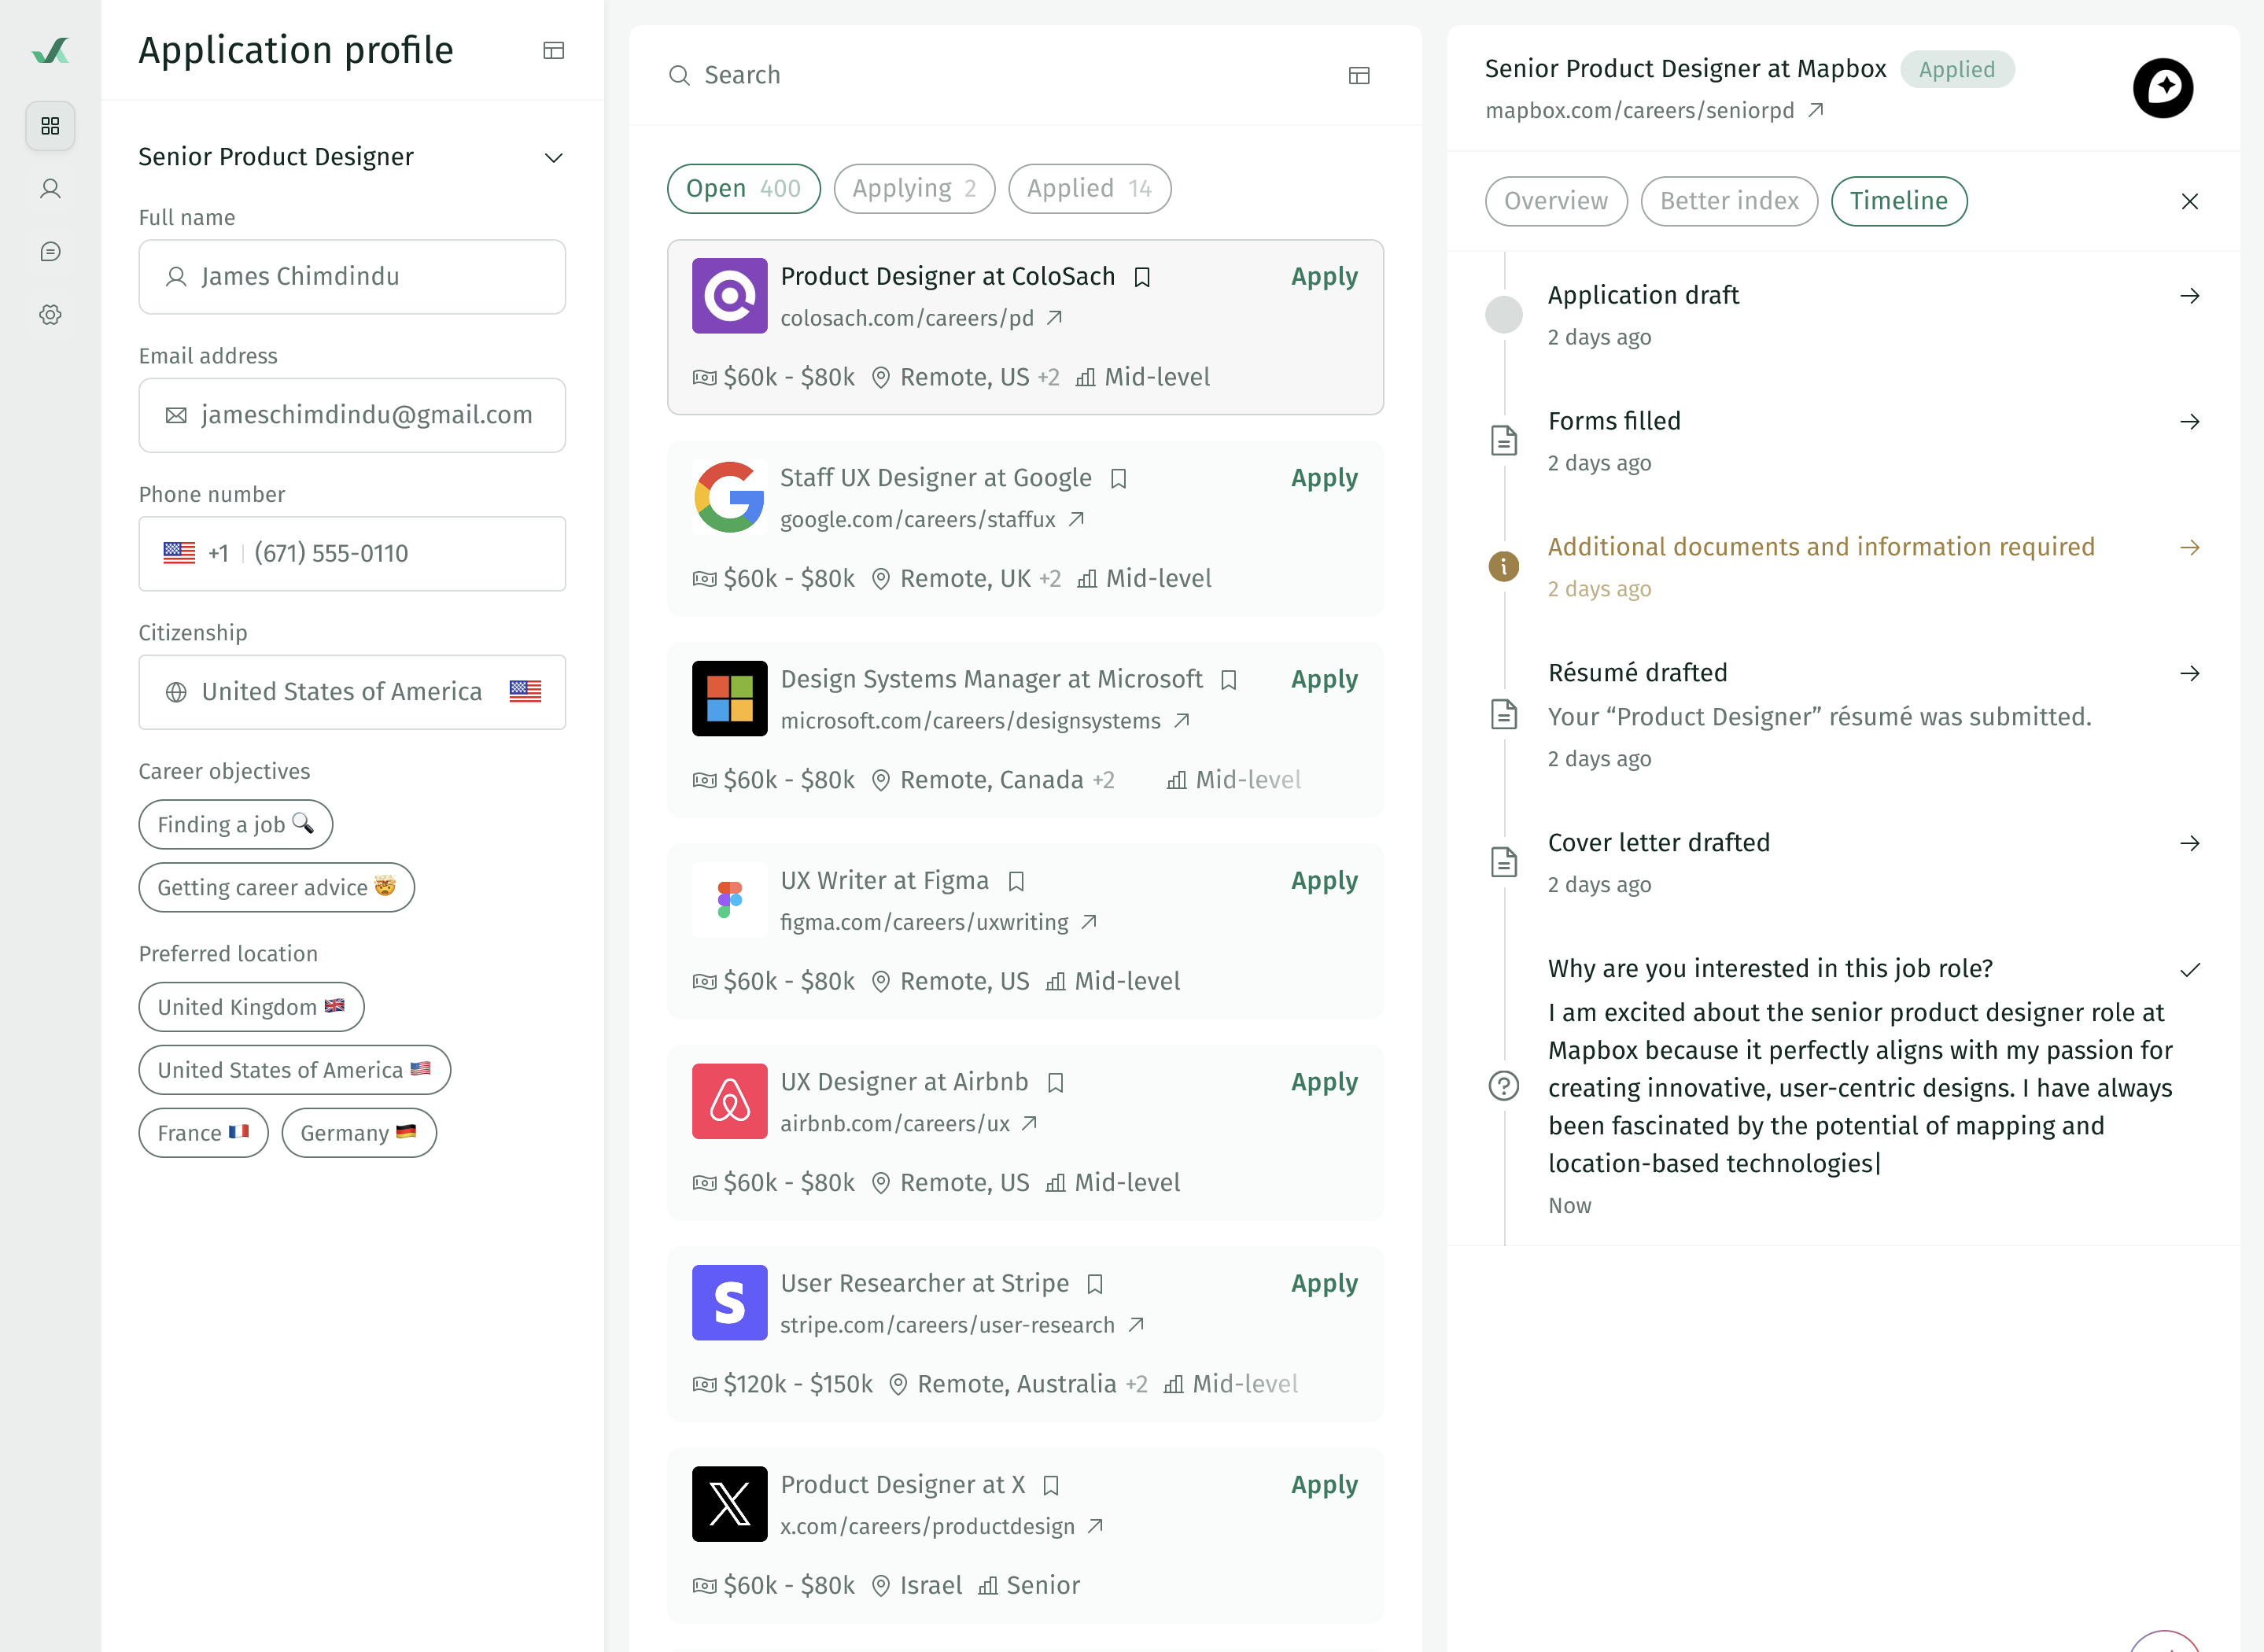 Application profile
Senior Product Designer
Full name
James Chimdindu
Email address
jameschimdindu@gmail.com
Phone number
+1 (671) 555-0110
Citizenship
United States of America
Career objectives
Finding a job 🔍
Getting career advice 🤯
Preferred location
United Kingdom 🇬🇧
United States of America 🇺🇸
France 🇫🇷 Germany 🇩🇪
Search
Open 400 Applying 2 Applied 14
Product Designer at ColoSach Apply
colosach.com/careers/pd
$60k - $80k Remote, US +2 Mid-level
Staff UX Designer at Google Apply
google.com/careers/staffux
$60k - $80k Remote, UK +2 Mid-level
Design Systems Manager at Microsoft Apply
microsoft.com/careers/designsystems
$60k - $80k Remote, Canada +2 Mid-level
UX Writer at Figma Apply
figma.com/careers/uxwriting
$60k - $80k Remote, US Mid-level
UX Designer at Airbnb Apply
airbnb.com/careers/ux
$60k - $80k Remote, US Mid-level
User Researcher at Stripe Apply
stripe.com/careers/user-research
$120k - $150k Remote, Australia +2 Mid-level
Product Designer at X Apply
x.com/careers/productdesign
$60k - $80k Israel Senior
Senior Product Designer at Mapbox Applied
mapbox.com/careers/seniorpd
Overview Better index Timeline
Application draft
2 days ago
Forms filled
2 days ago
Additional documents and information required
2 days ago
Résumé drafted
Your “Product Designer” résumé was submitted.
2 days ago
Cover letter drafted
2 days ago
Why are you interested in this job role?
I am excited about the senior product designer role at
Mapbox because it perfectly aligns with my passion for
creating innovative, user-centric designs. I have always
been fascinated by the potential of mapping and
location-based technologies
Now